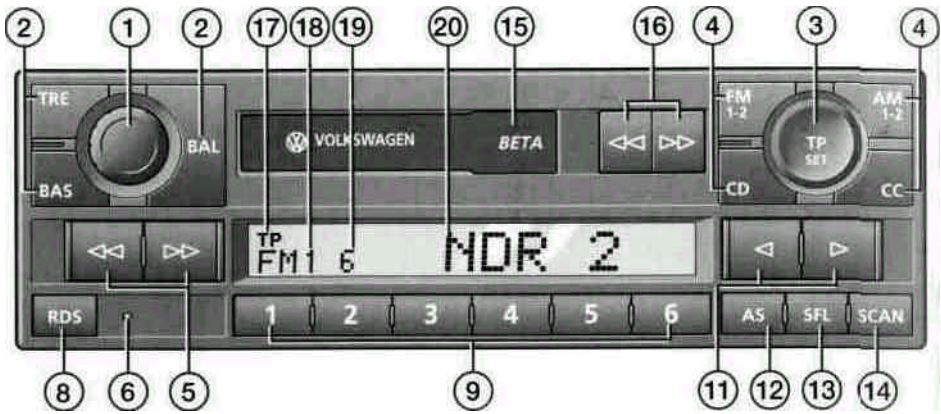 2 1 2 17 18 19 20 15 16 4 3 4
TRE
BAL
BAS
VOLKSWAGEN
BETA
FM
1-2
TP
SET
AM
1-2
CD
CC
TP
FM1 6 NDR 2
RDS
1 2 3 4 5 6
AS SFL SCAN
8 6 5 9 11 12 13 14